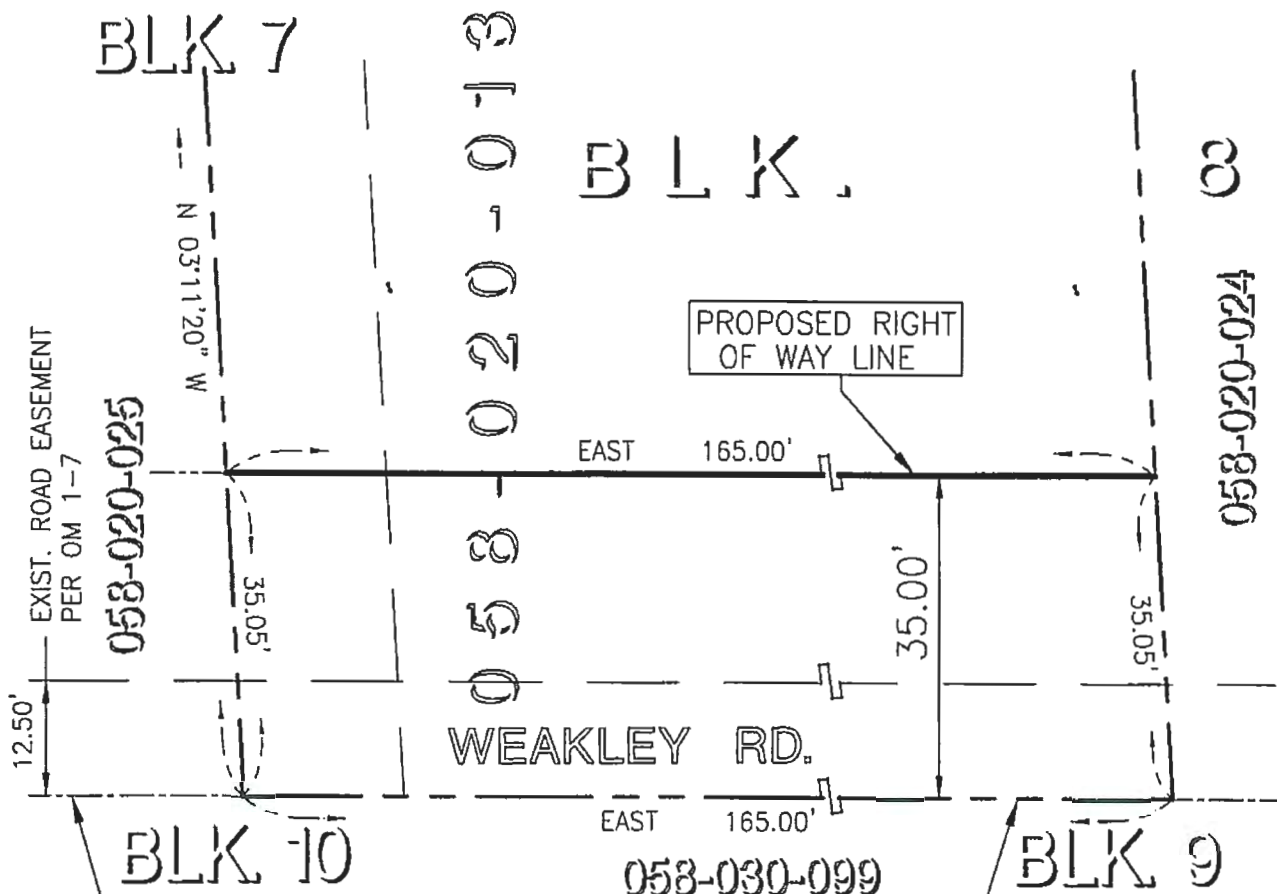 BLK 7
BLK. 8
058-020-013
N 03°11'20" W
PROPOSED RIGHT
OF WAY LINE
058-020-024
EXIST. ROAD EASEMENT
PER OM 1-7
058-020-025
EAST 165.00'
35.05'
35.00'
35.05'
12.50'
WEAKLEY RD.
EAST 165.00'
BLK 10
058-030-099
BLK 9